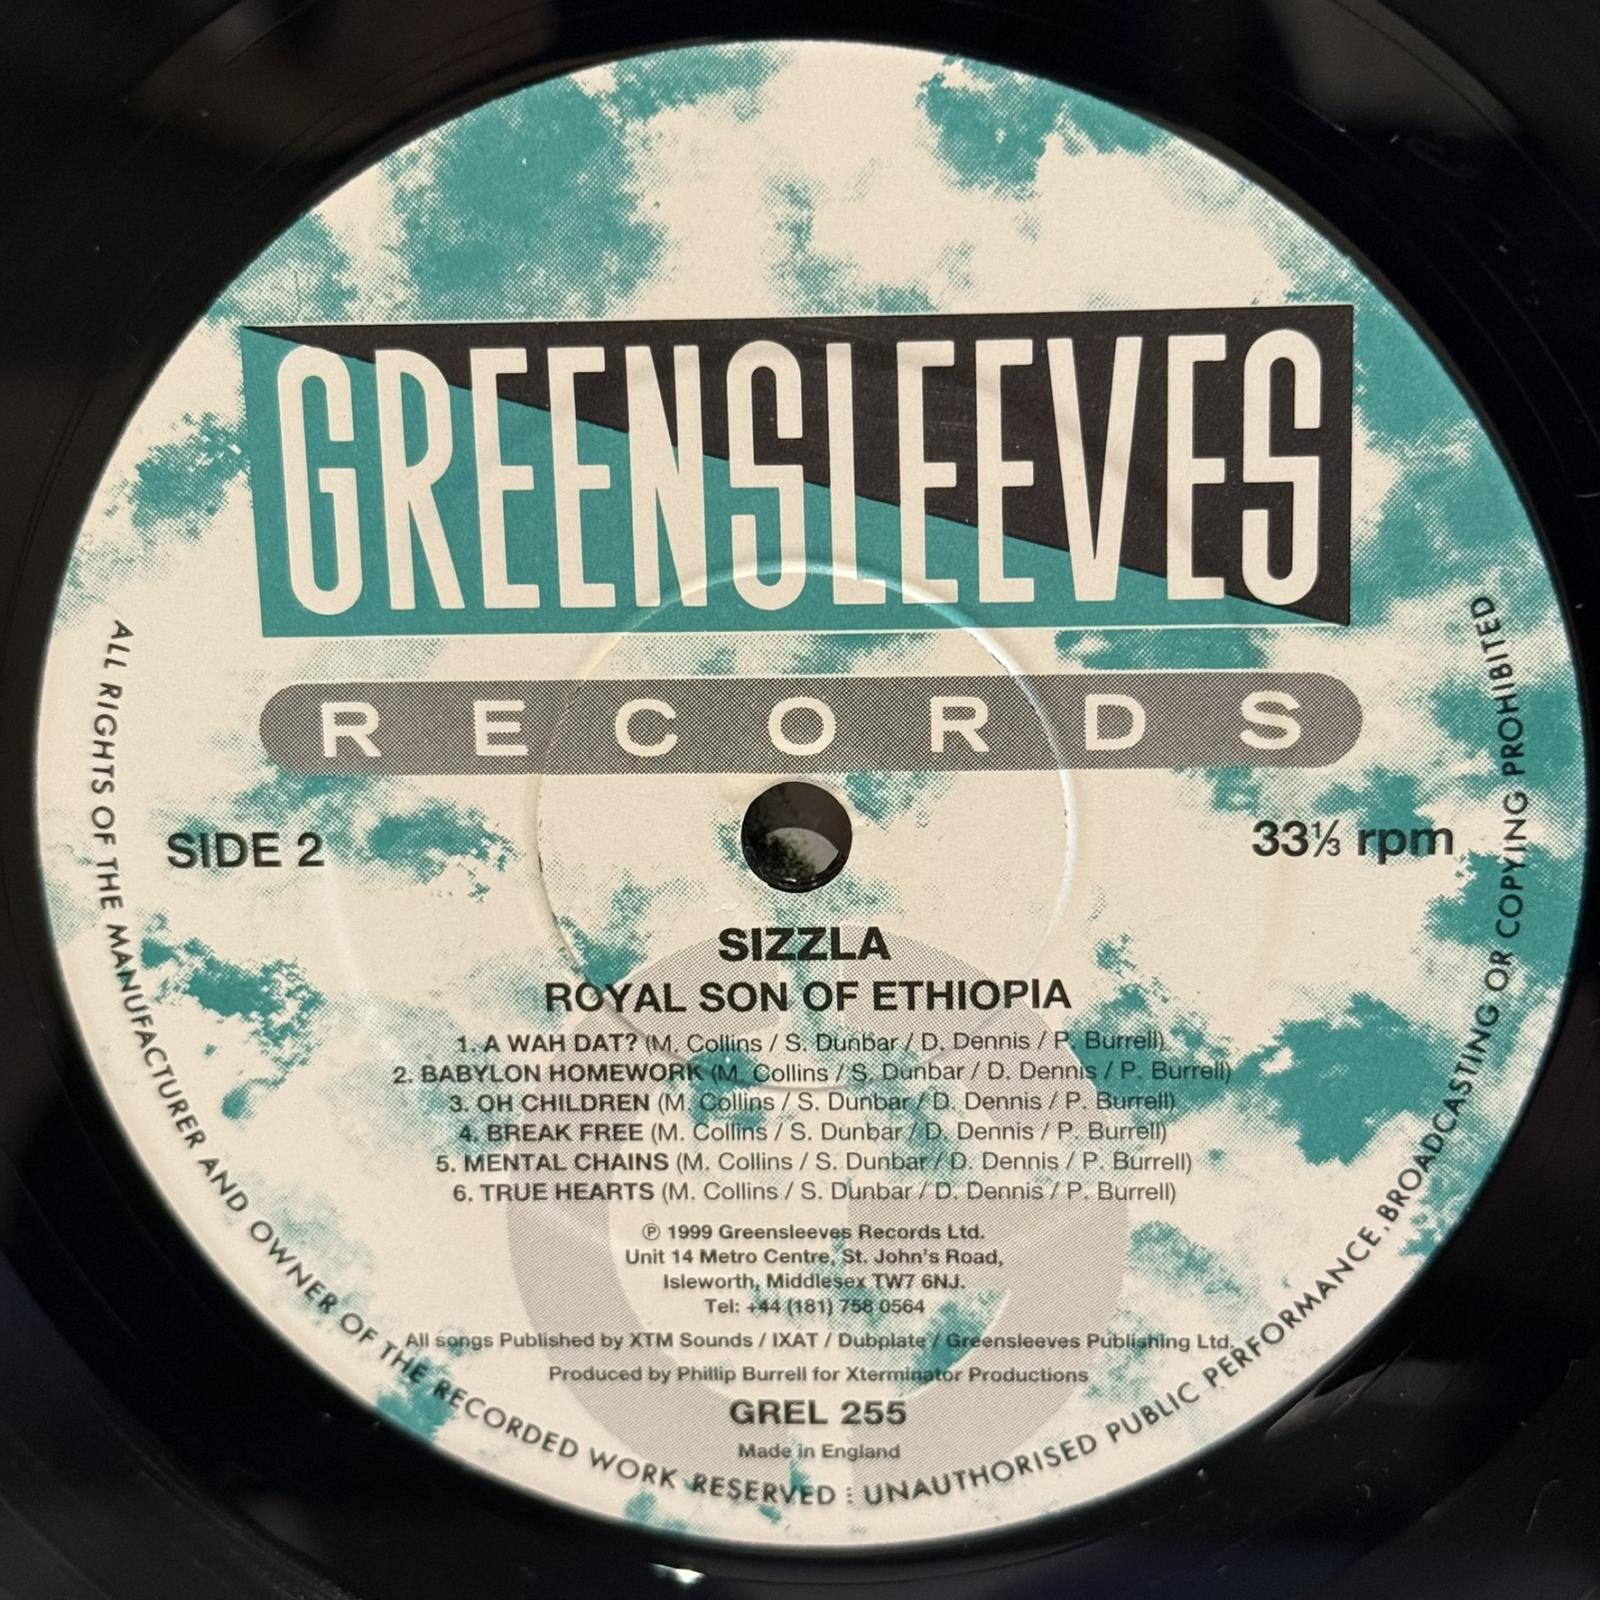 GREENSLEEVES
RECORDS
SIDE 2
33⅓ rpm
SIZZLA
ROYAL SON OF ETHIOPIA
1. A WAH DAT? (M. Collins / S. Dunbar / D. Dennis / P. Burrell)
2. BABYLON HOMEWORK (M. Collins / S. Dunbar / D. Dennis / P. Burrell)
3. OH CHILDREN (M. Collins / S. Dunbar / D. Dennis / P. Burrell)
4. BREAK FREE (M. Collins / S. Dunbar / D. Dennis / P. Burrell)
5. MENTAL CHAINS (M. Collins / S. Dunbar / D. Dennis / P. Burrell)
6. TRUE HEARTS (M. Collins / S. Dunbar / D. Dennis / P. Burrell)
℗ 1999 Greensleeves Records Ltd.
Unit 14 Metro Centre, St. John's Road,
Isleworth, Middlesex TW7 6NJ.
Tel: +44 (181) 758 0564
All songs Published by XTM Sounds / IXAT / Dubplate / Greensleeves Publishing Ltd.
Produced by Phillip Burrell for Xterminator Productions
GREL 255
Made in England
ALL RIGHTS OF THE MANUFACTURER AND OWNER OF THE RECORDED WORK RESERVED : UNAUTHORISED PUBLIC PERFORMANCE, BROADCASTING OR COPYING PROHIBITED